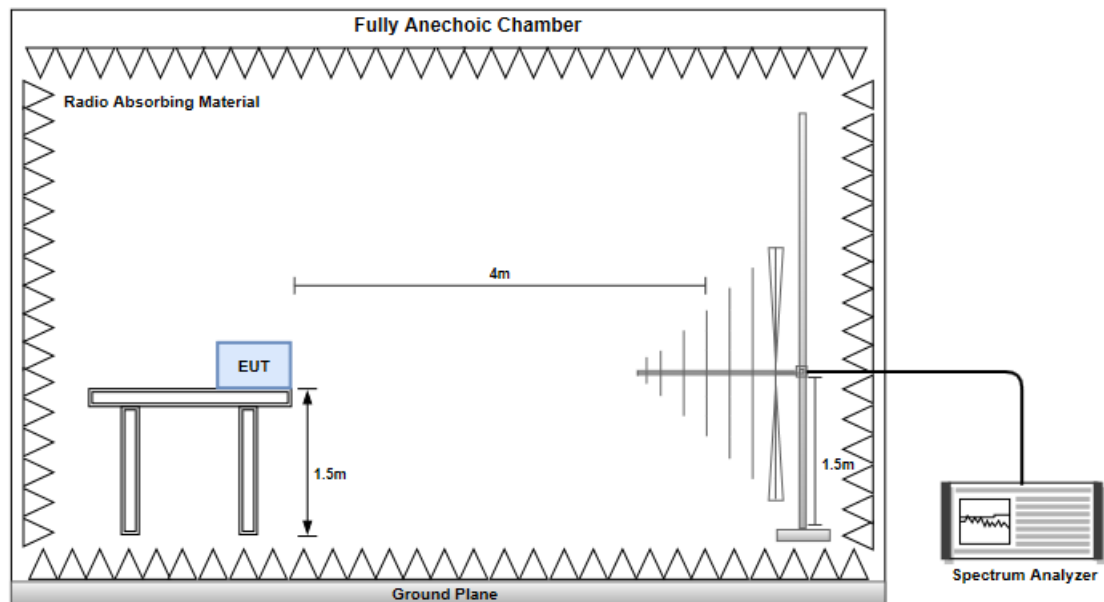 Fully Anechoic Chamber
Radio Absorbing Material
4m
EUT
1.5m
1.5m
Spectrum Analyzer
Ground Plane